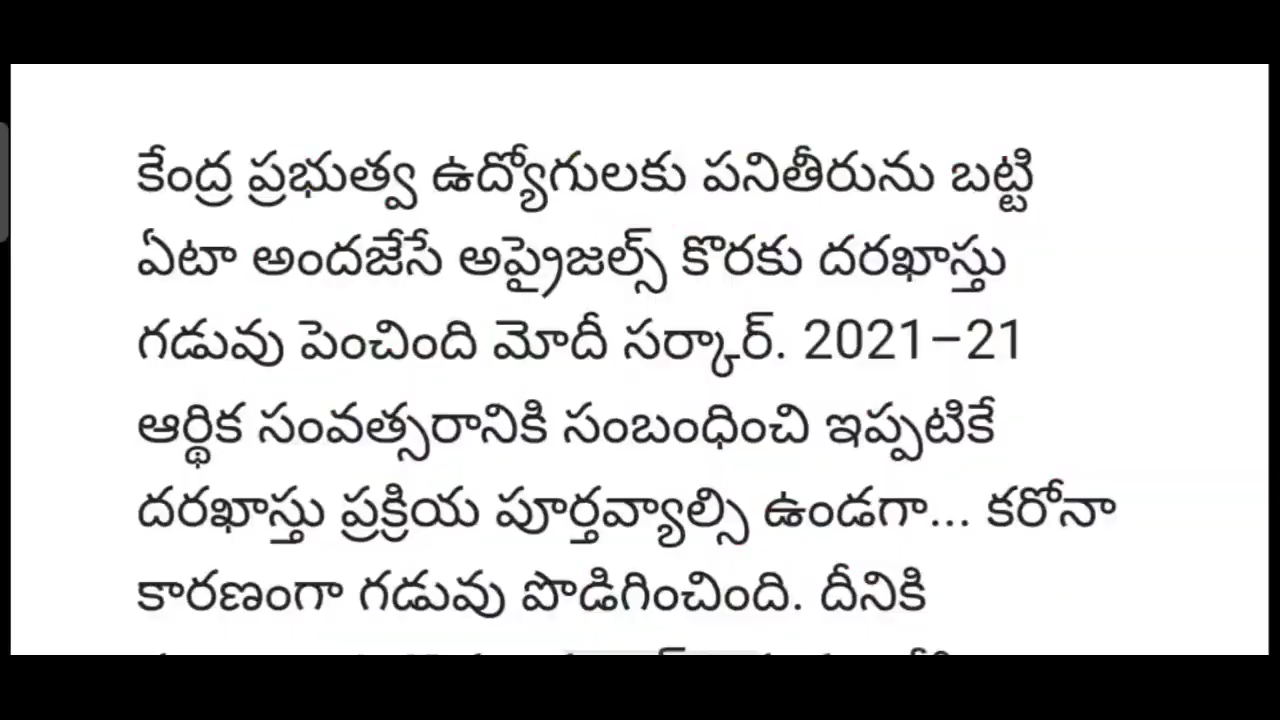 కేంద్ర ప్రభుత్వ ఉద్యోగులకు పనితీరును బట్టి
ఏటా అందజేసే అప్రైజల్స్ కొరకు దరఖాస్తు
గడువు పెంచింది మోదీ సర్కార్. 2021–21
ఆర్థిక సంవత్సరానికి సంబంధించి ఇప్పటికే
దరఖాస్తు ప్రక్రియ పూర్తవ్యాల్సి ఉండగా... కరోనా
కారణంగా గడువు పొడిగించింది. దీనికి